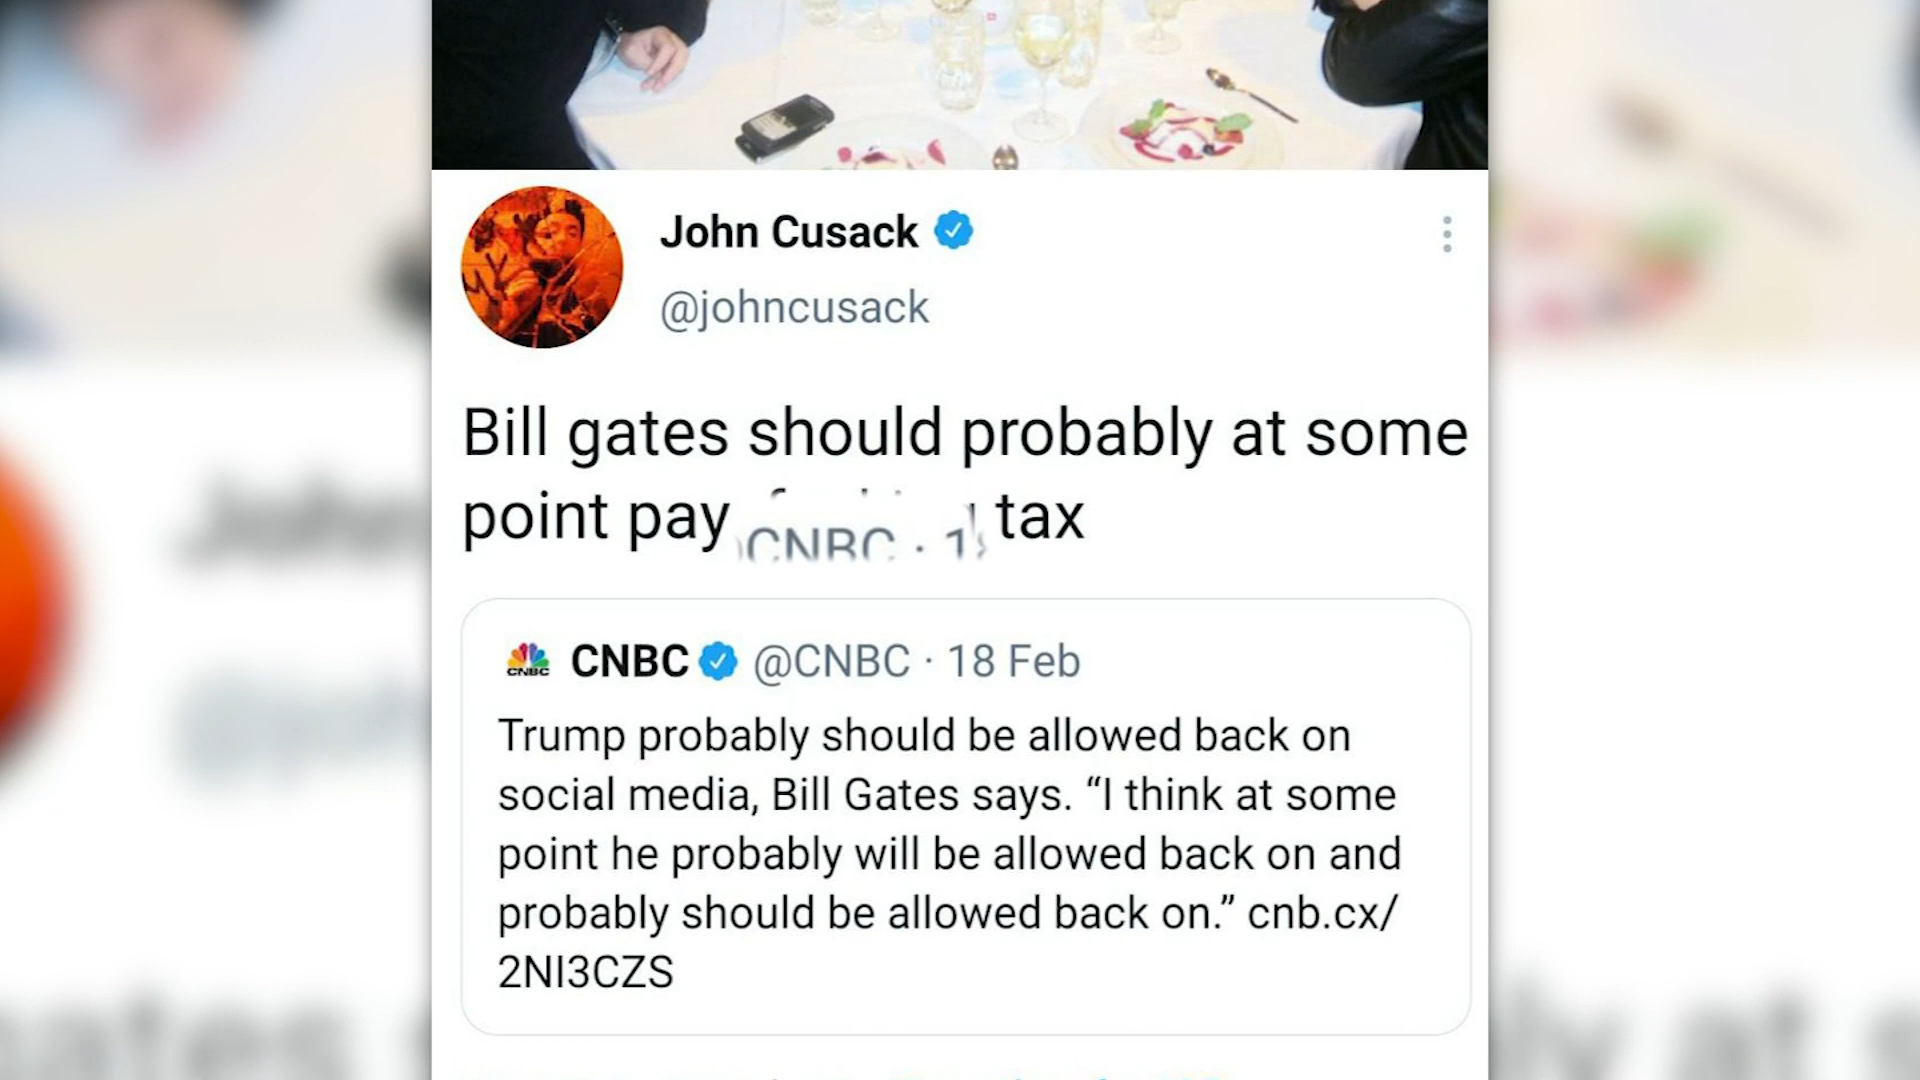 John Cusack
@johncusack
Bill gates should probably at some
point pay tax
CNBC @CNBC · 18 Feb
Trump probably should be allowed back on
social media, Bill Gates says. “I think at some
point he probably will be allowed back on and
probably should be allowed back on.” cnb.cx/
2NI3CZS